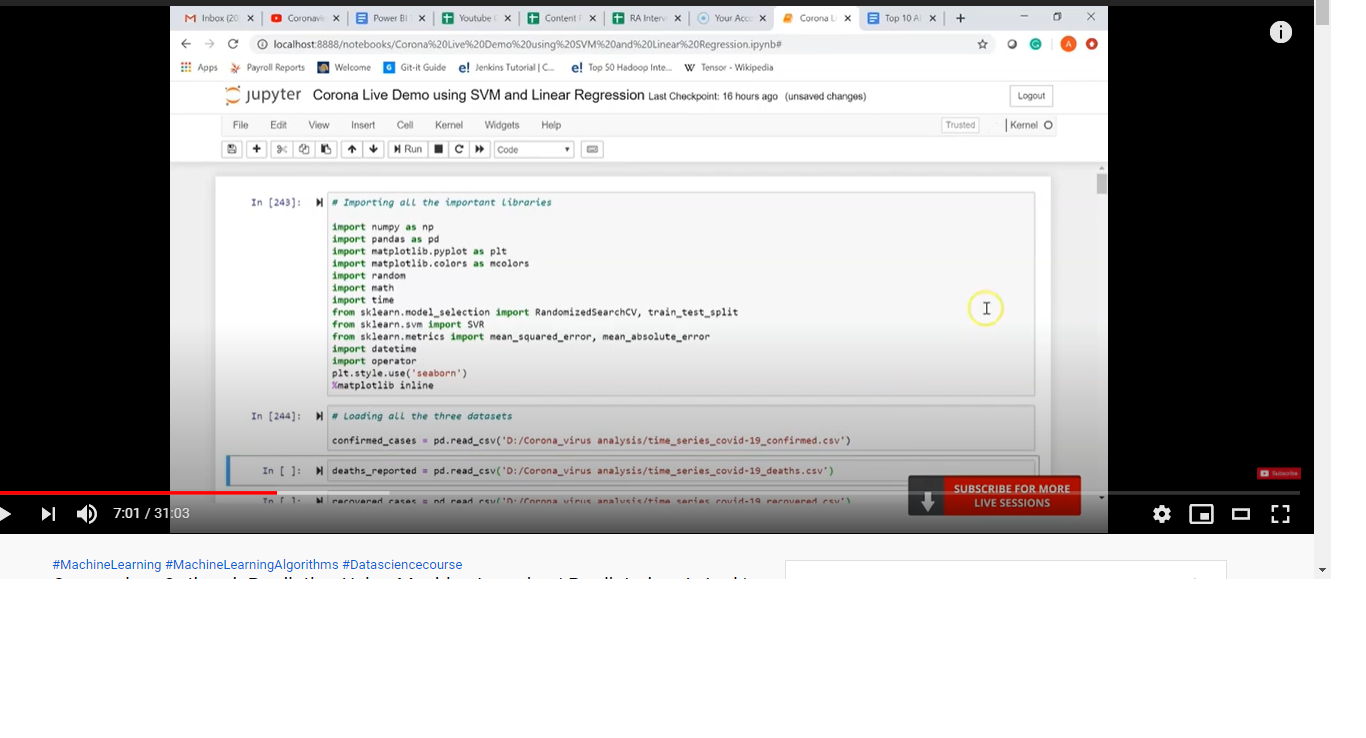 Inbox (20 Coronavi Power BI T Youtube C Content P RA Interv Your Acco Corona Li Top 10 Al
localhost:8888/notebooks/Corona%20Live%20Demo%20using%20SVM%20and%20Linear%20Regression.ipynb#
Apps Payroll Reports Welcome Git-it Guide Jenkins Tutorial | C... Top 50 Hadoop Inte... Tensor - Wikipedia
jupyter Corona Live Demo using SVM and Linear Regression Last Checkpoint: 16 hours ago (unsaved changes) Logout
File Edit View Insert Cell Kernel Widgets Help Trusted Kernel
Run Code
In [243]: # Importing all the important libraries
import numpy as np
import pandas as pd
import matplotlib.pyplot as plt
import matplotlib.colors as mcolors
import random
import math
import time
from sklearn.model_selection import RandomizedSearchCV, train_test_split
from sklearn.svm import SVR
from sklearn.metrics import mean_squared_error, mean_absolute_error
import datetime
import operator
plt.style.use('seaborn')
%matplotlib inline
In [244]: # Loading all the three datasets
confirmed_cases = pd.read_csv('D:/Corona_virus analysis/time_series_covid-19_confirmed.csv')
In [ ]: deaths_reported = pd.read_csv('D:/Corona_virus analysis/time_series_covid-19_deaths.csv')
Subscribe
In [ ]: recovered_cases = pd.read_csv('D:/Corona_virus analysis/time_series_covid-19_recovered.csv')
SUBSCRIBE FOR MORE
LIVE SESSIONS
7:01 / 31:03
#MachineLearning #MachineLearningAlgorithms #Datasciencecourse